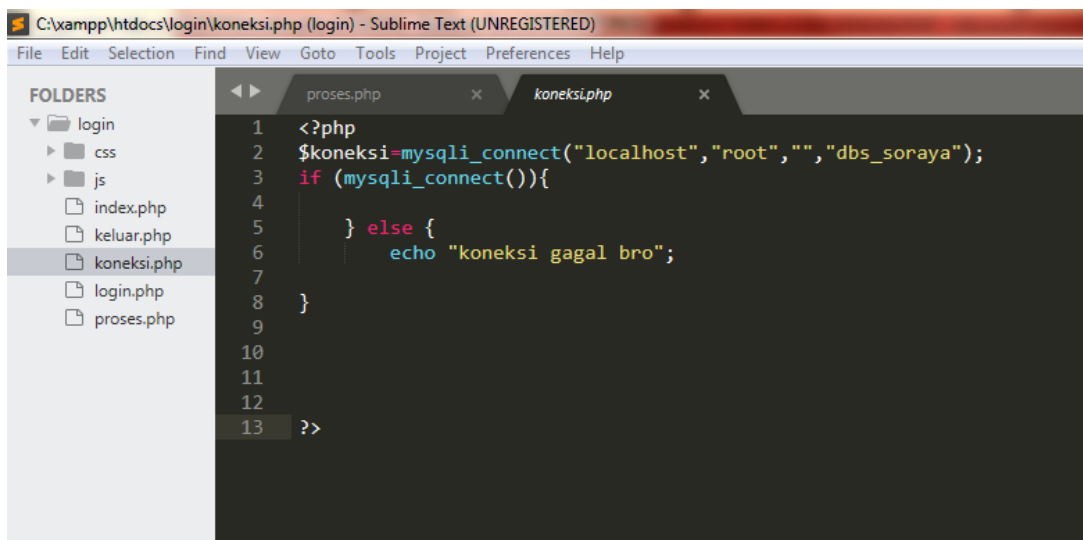 C:\xampp\htdocs\login\koneksi.php (login) - Sublime Text (UNREGISTERED)
File Edit Selection Find View Goto Tools Project Preferences Help
FOLDERS
login
css
js
index.php
keluar.php
koneksi.php
login.php
proses.php
proses.php × koneksi.php ×
1 <?php
2 $koneksi=mysqli_connect("localhost","root","","dbs_soraya");
3 if (mysqli_connect()){
4
5 } else {
6 echo "koneksi gagal bro";
7
8 }
9
10
11
12
13 ?>